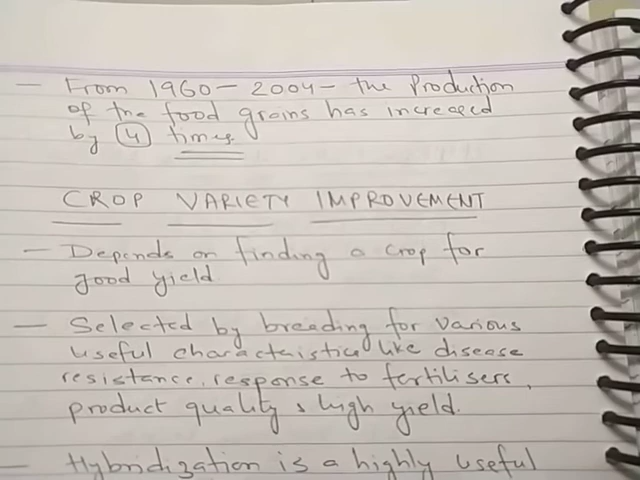 - From 1960 - 2004 - the Production
of the food grains has increased
by 4 times
CROP VARIETY IMPROVEMENT
- Depends on finding a crop for
good yield.
- Selected by breeding for various
useful characteristics like disease
resistance, response to fertilisers,
product quality & high yield.
- Hybridization is a highly useful